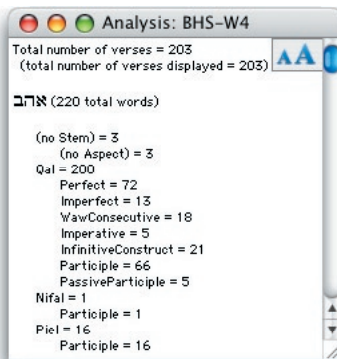 Analysis: BHS-W4
Total number of verses = 203
(total number of verses displayed = 203)
AA
אהב (220 total words)
(no Stem) = 3
(no Aspect) = 3
Qal = 200
Perfect = 72
Imperfect = 13
WawConsecutive = 18
Imperative = 5
InfinitiveConstruct = 21
Participle = 66
PassiveParticiple = 5
Nifal = 1
Participle = 1
Piel = 16
Participle = 16